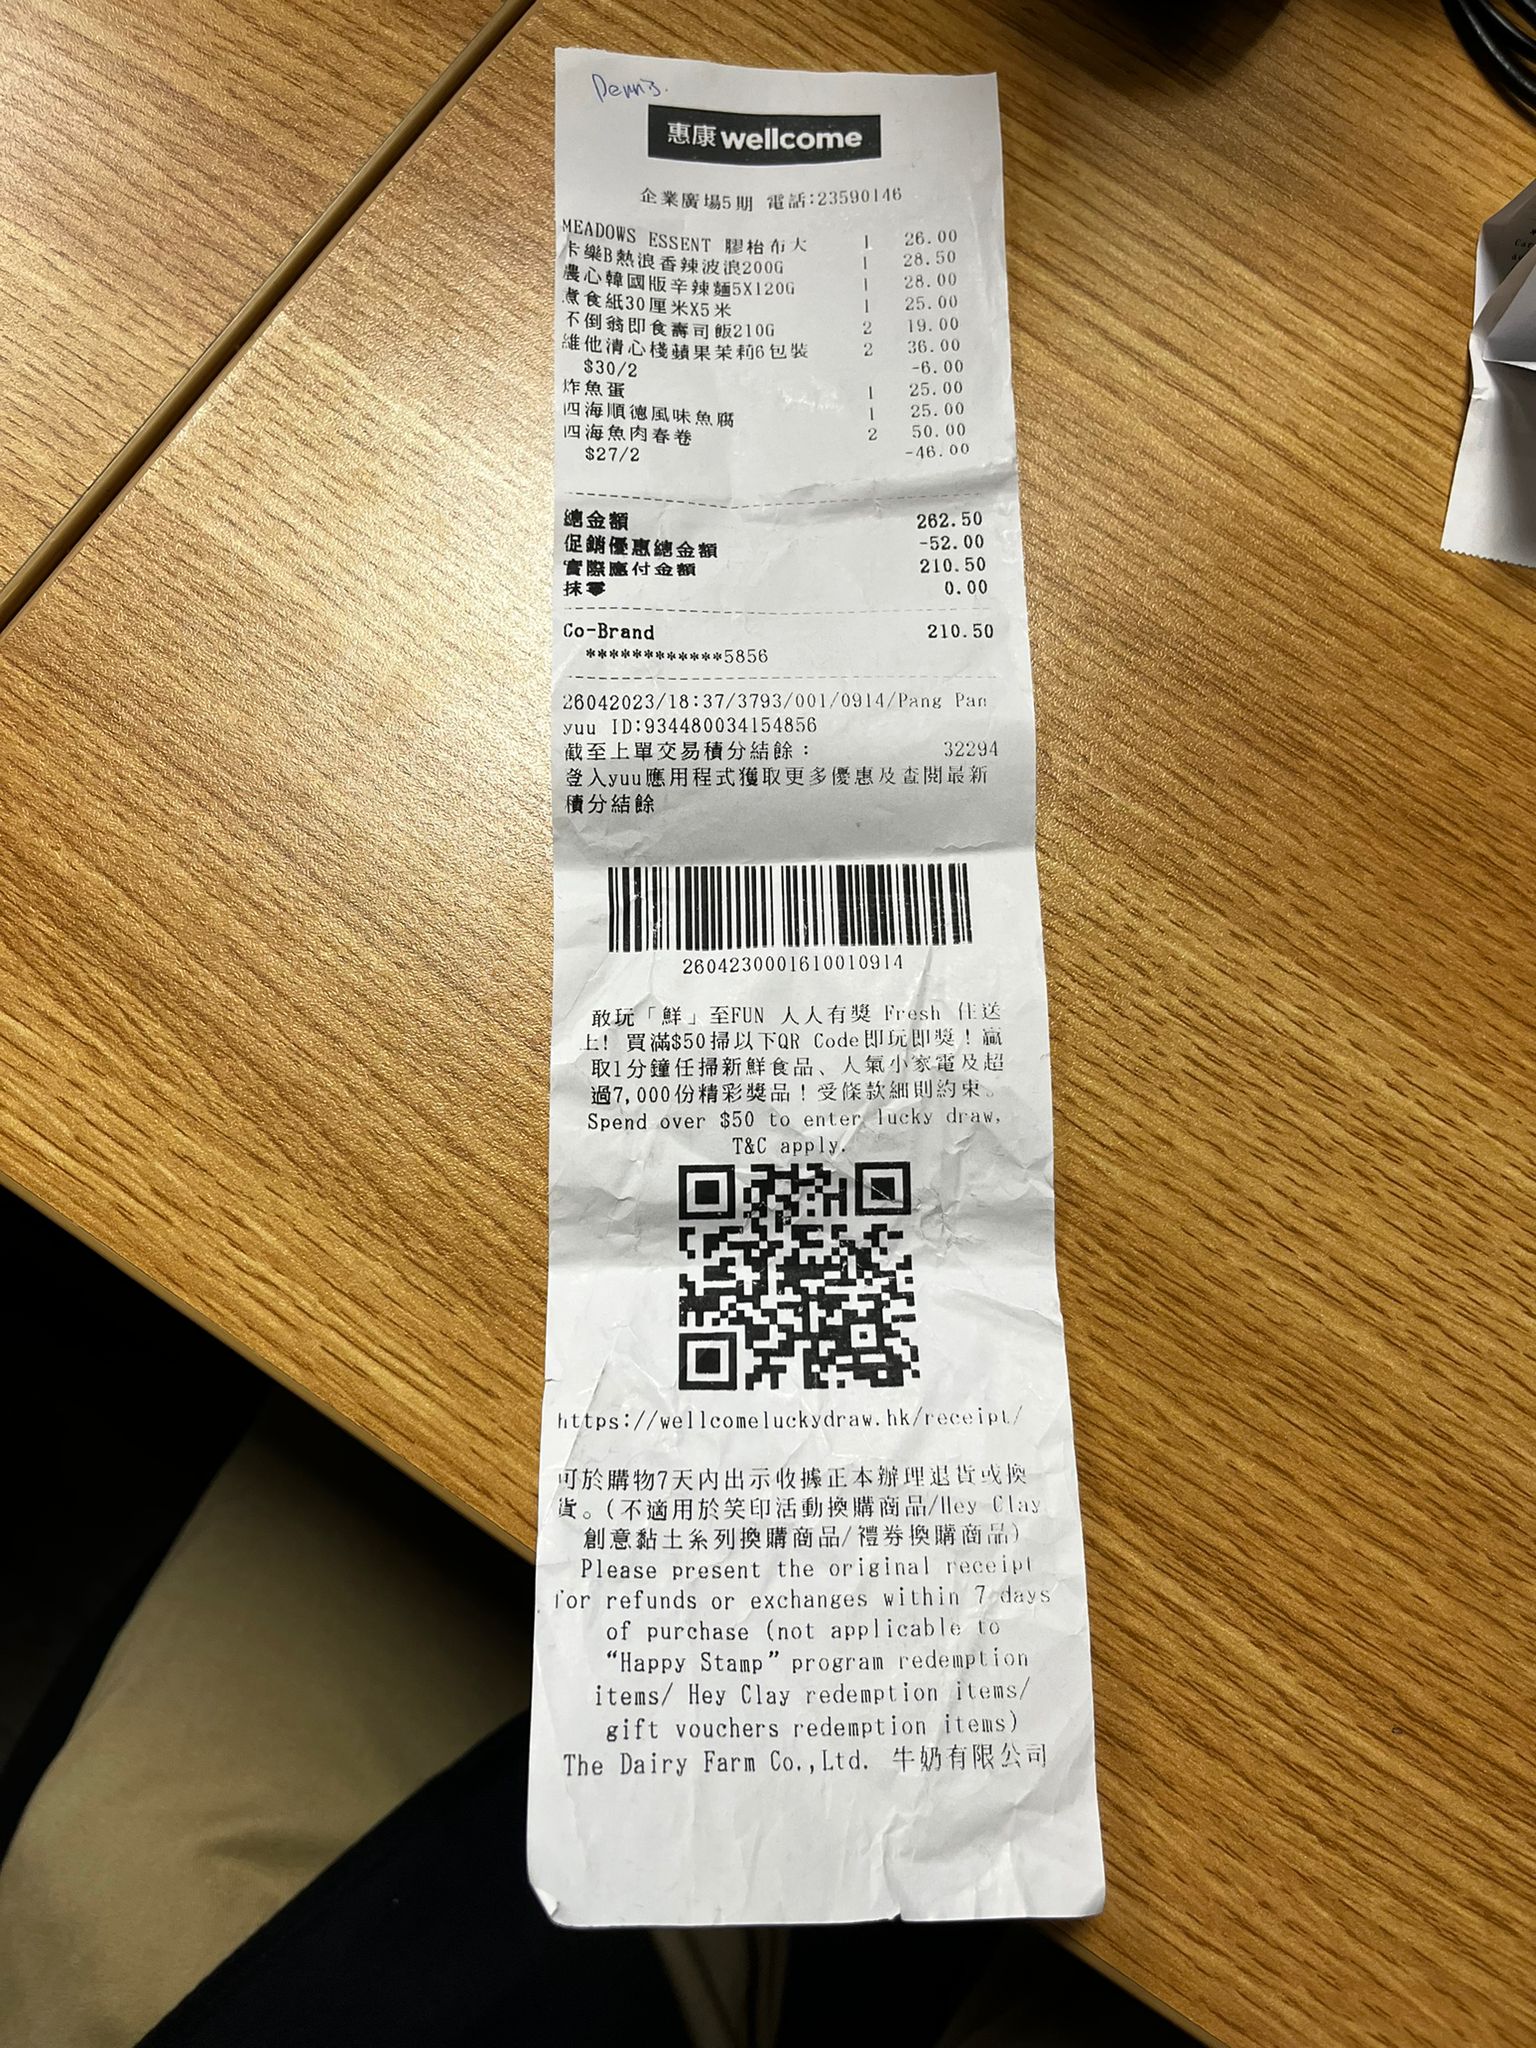 Dennis.
惠康 wellcome
企業廣場5期 電話:23590146
MEADOWS ESSENT 膠枱布大 1 26.00
卡樂B熱浪香辣波浪200G 1 28.50
農心韓國版辛辣麵5X120G 1 28.00
煮食紙30厘米X5米 1 25.00
不倒翁即食壽司飯210G 2 19.00
維他清心棧蘋果茉莉6包裝 2 36.00
$30/2 -6.00
炸魚蛋 1 25.00
四海順德風味魚腐 1 25.00
四海魚肉春卷 2 50.00
$27/2 -46.00
總金額 262.50
促銷優惠總金額 -52.00
實際應付金額 210.50
抹零 0.00
Co-Brand 210.50
************5856
26042023/18:37/3793/001/0914/Pang Pan
yuu ID:934480034154856
截至上單交易積分結餘： 32294
登入yuu應用程式獲取更多優惠及查閱最新
積分結餘
2604230001610010914
敢玩「鮮」至FUN 人人有獎 Fresh 住送
上! 買滿$50掃以下QR Code即玩即獎！贏
取1分鐘任掃新鮮食品、人氣小家電及超
過7,000份精彩獎品！受條款細則約束。
Spend over $50 to enter lucky draw,
T&C apply.
https://wellcomeluckydraw.hk/receipt/
可於購物7天內出示收據正本辦理退貨或換
貨。(不適用於笑印活動換購商品/Hey Clay
創意黏土系列換購商品/禮券換購商品)
Please present the original receipt
for refunds or exchanges within 7 days
of purchase (not applicable to
“Happy Stamp” program redemption
items/ Hey Clay redemption items/
gift vouchers redemption items)
The Dairy Farm Co.,Ltd. 牛奶有限公司